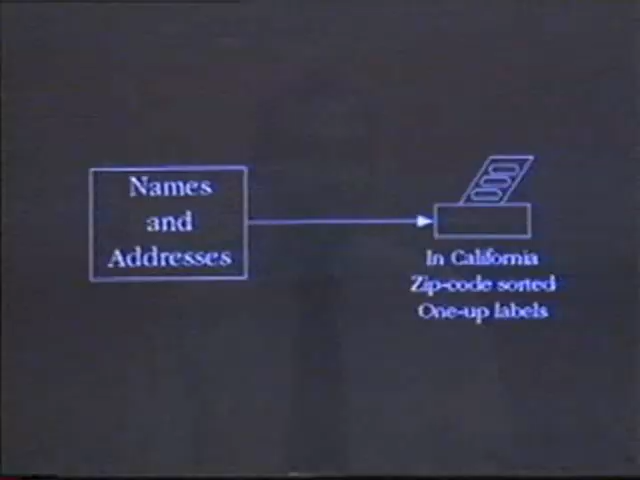 Names
and
Addresses
In California
Zip-code sorted
One-up labels